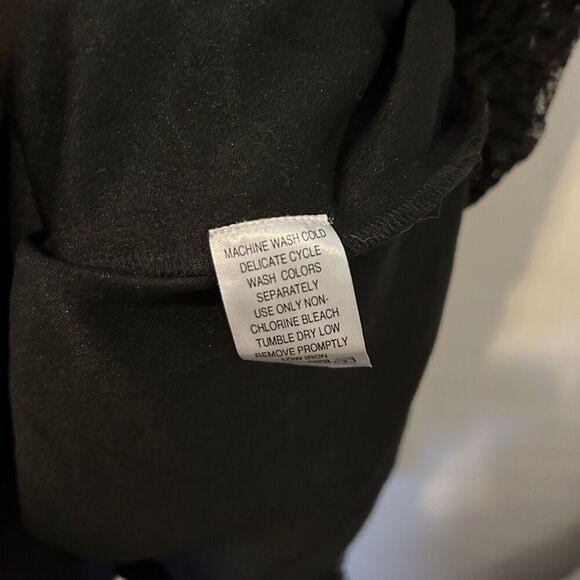 MACHINE WASH COLD
DELICATE CYCLE
WASH COLORS
SEPARATELY
USE ONLY NON-
CHLORINE BLEACH
TUMBLE DRY LOW
REMOVE PROMPTLY
LOW IRON